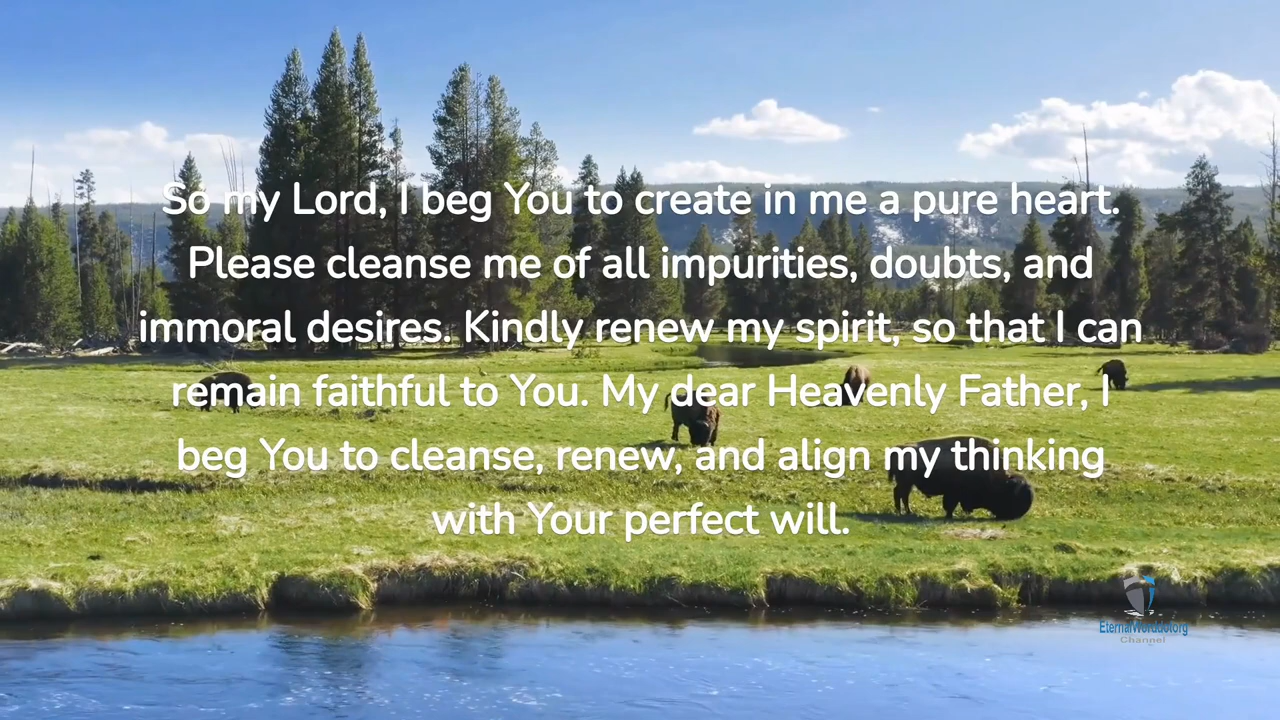 So my Lord, I beg You to create in me a pure heart.
Please cleanse me of all impurities, doubts, and
immoral desires. Kindly renew my spirit, so that I can
remain faithful to You. My dear Heavenly Father, I
beg You to cleanse, renew, and align my thinking
with Your perfect will.
EternalWorddotorg
Channel